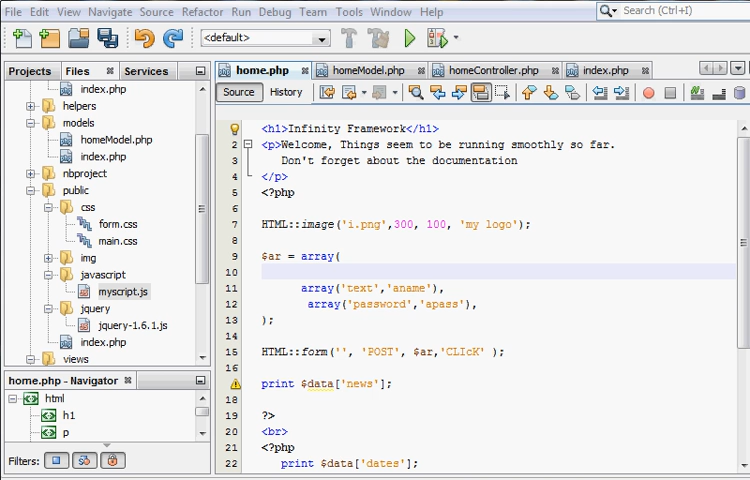 File Edit View Navigate Source Refactor Run Debug Team Tools Window Help
Search (Ctrl+I)
<default>
Projects Files Services
home.php homeModel.php homeController.php index.php
Source History
index.php
helpers
models
homeModel.php
index.php
nbproject
public
css
form.css
main.css
img
javascript
myscript.js
jquery
jquery-1.6.1.js
index.php
views
home.php - Navigator
html
h1
p
Filters:
<h1>Infinity Framework</h1>
2 <p>Welcome, Things seem to be running smoothly so far.
3 Don't forget about the documentation
4 </p>
5 <?php
6
7 HTML::image('i.png',300, 100, 'my logo');
8
9 $ar = array(
10
11 array('text','aname'),
12 array('password','apass'),
13 );
14
15 HTML::form('', 'POST', $ar,'CLIcK' );
16
print $data['news'];
18
19 ?>
20 <br>
21 <?php
22 print $data['dates'];